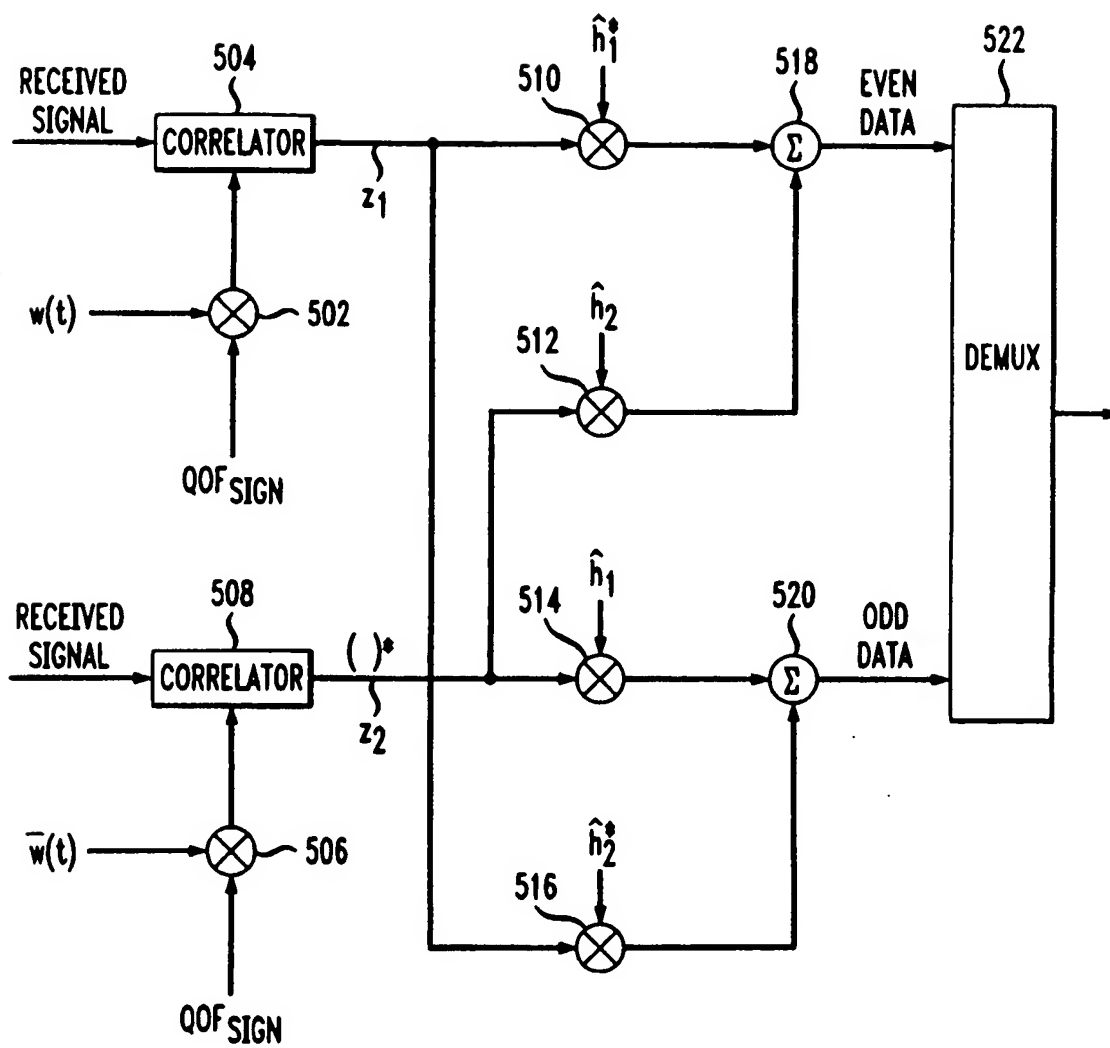 504
RECEIVED
SIGNAL
CORRELATOR
z1
w(t)
502
QOF SIGN
ĥ1*
510
518
EVEN
DATA
522
ĥ2
512
DEMUX
508
RECEIVED
SIGNAL
CORRELATOR
( )*
z2
w̅(t)
506
QOF SIGN
ĥ1
514
520
ODD
DATA
Σ
Σ
ĥ2*
516